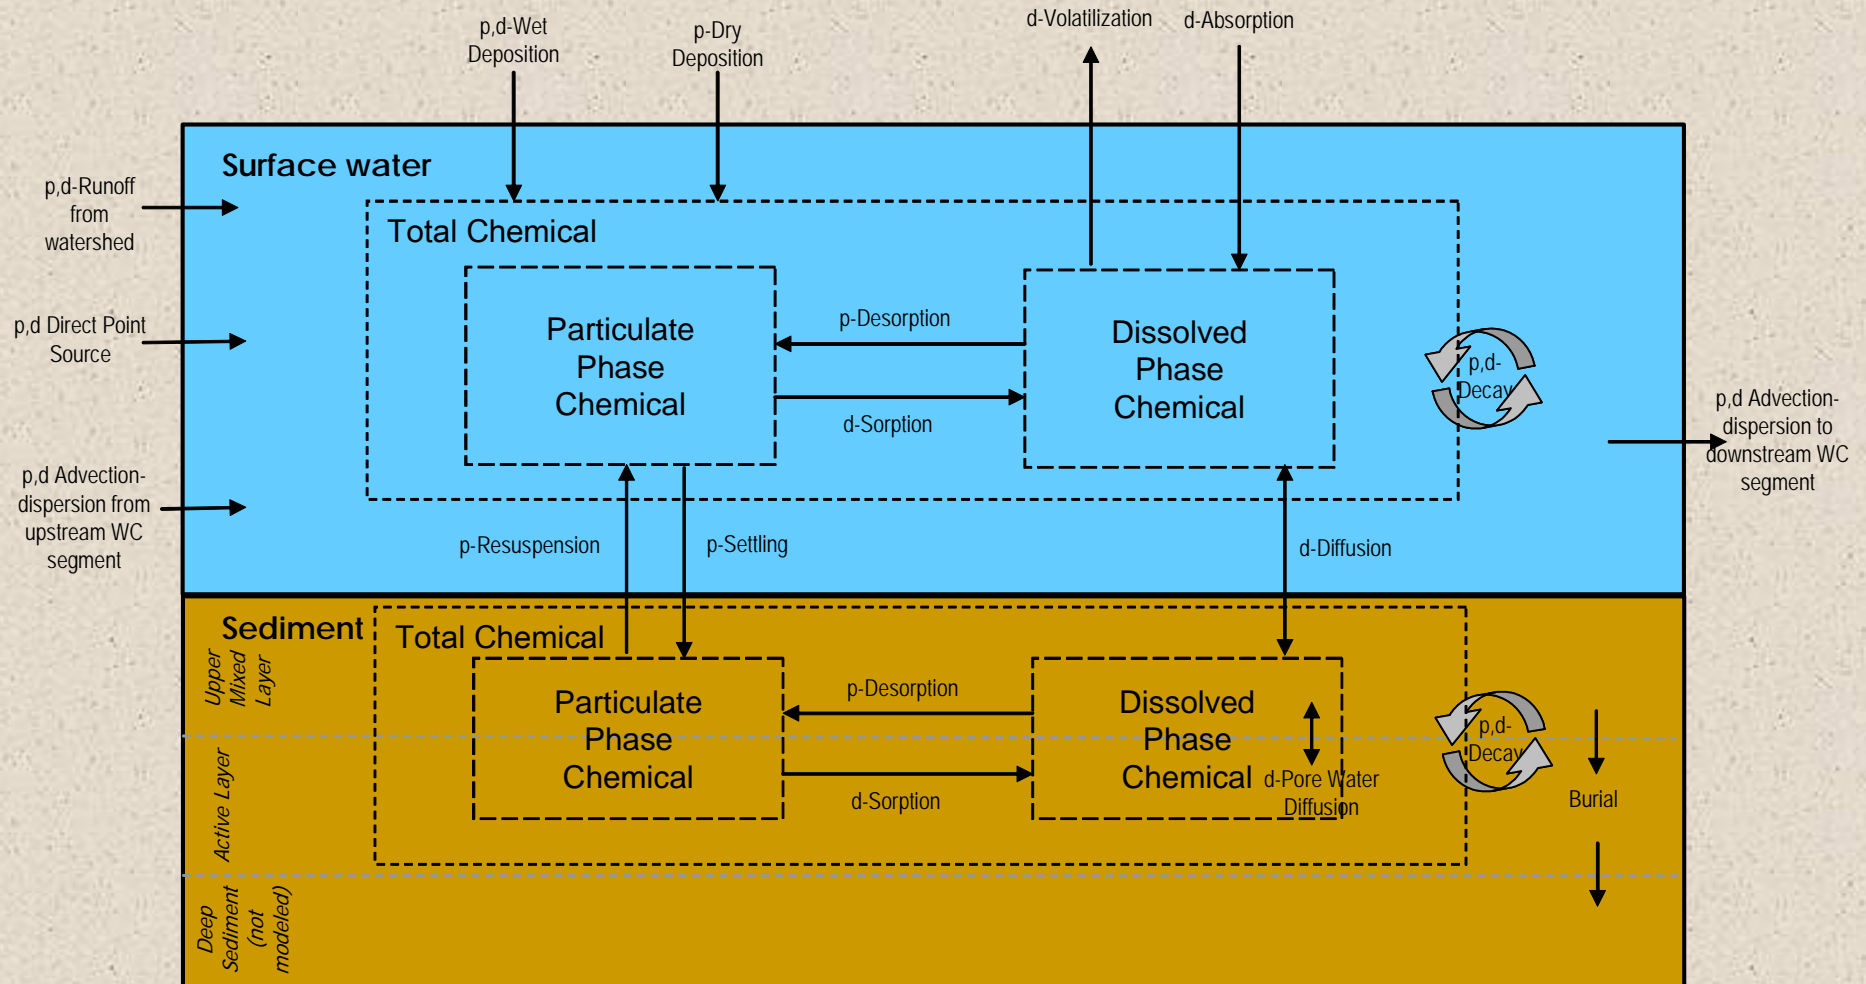 p,d-Wet
Deposition
p-Dry
Deposition
d-Volatilization
d-Absorption
Surface water
p,d-Runoff
from
watershed
Total Chemical
p,d Direct Point
Source
Particulate
Phase
Chemical
p-Desorption
d-Sorption
Dissolved
Phase
Chemical
p,d-
Decay
p,d Advection-
dispersion to
downstream WC
segment
p,d Advection-
dispersion from
upstream WC
segment
p-Resuspension
p-Settling
d-Diffusion
Sediment
Total Chemical
Upper
Mixed
Layer
Particulate
Phase
Chemical
p-Desorption
d-Sorption
Dissolved
Phase
Chemical
d-Pore Water
Diffusion
p,d-
Decay
Burial
Active Layer
Deep
Sediment
(not
modeled)